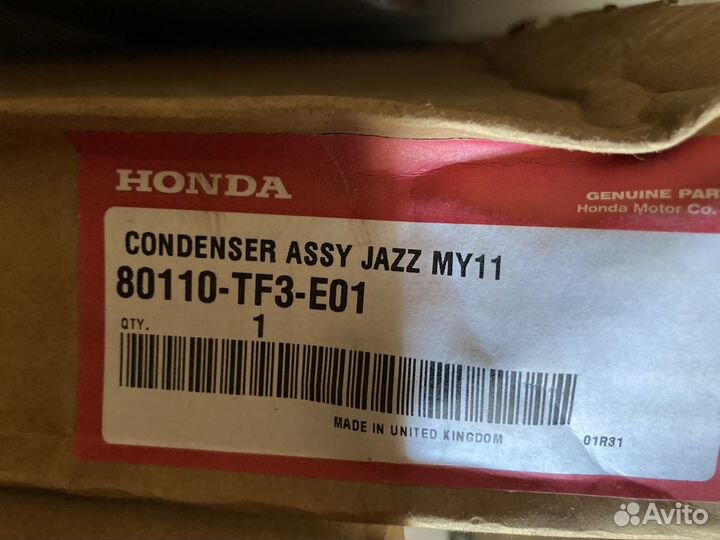 HONDA
GENUINE PAR
Honda Motor Co.
CONDENSER ASSY JAZZ MY11
80110-TF3-E01
QTY. 1
MADE IN UNITED KINGDOM
01R31
Avito